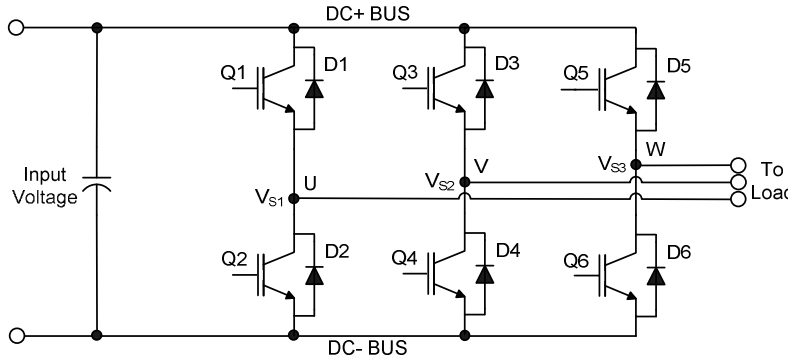 DC+ BUS
Q1
D1
Q3
D3
Q5
D5
Input
Voltage
VS1
U
VS2
V
VS3
W
To
Load
Q2
D2
Q4
D4
Q6
D6
DC- BUS